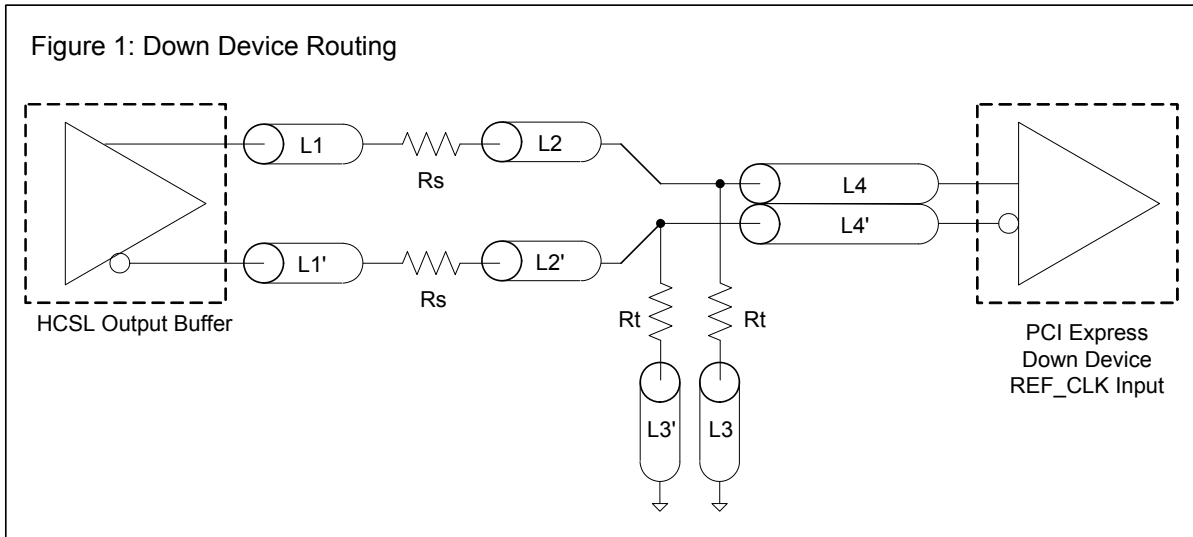 Figure 1: Down Device Routing
L1
L2
Rs
L4
L4'
L1'
L2'
Rs
HCSL Output Buffer
Rt
Rt
PCI Express
Down Device
REF_CLK Input
L3'
L3